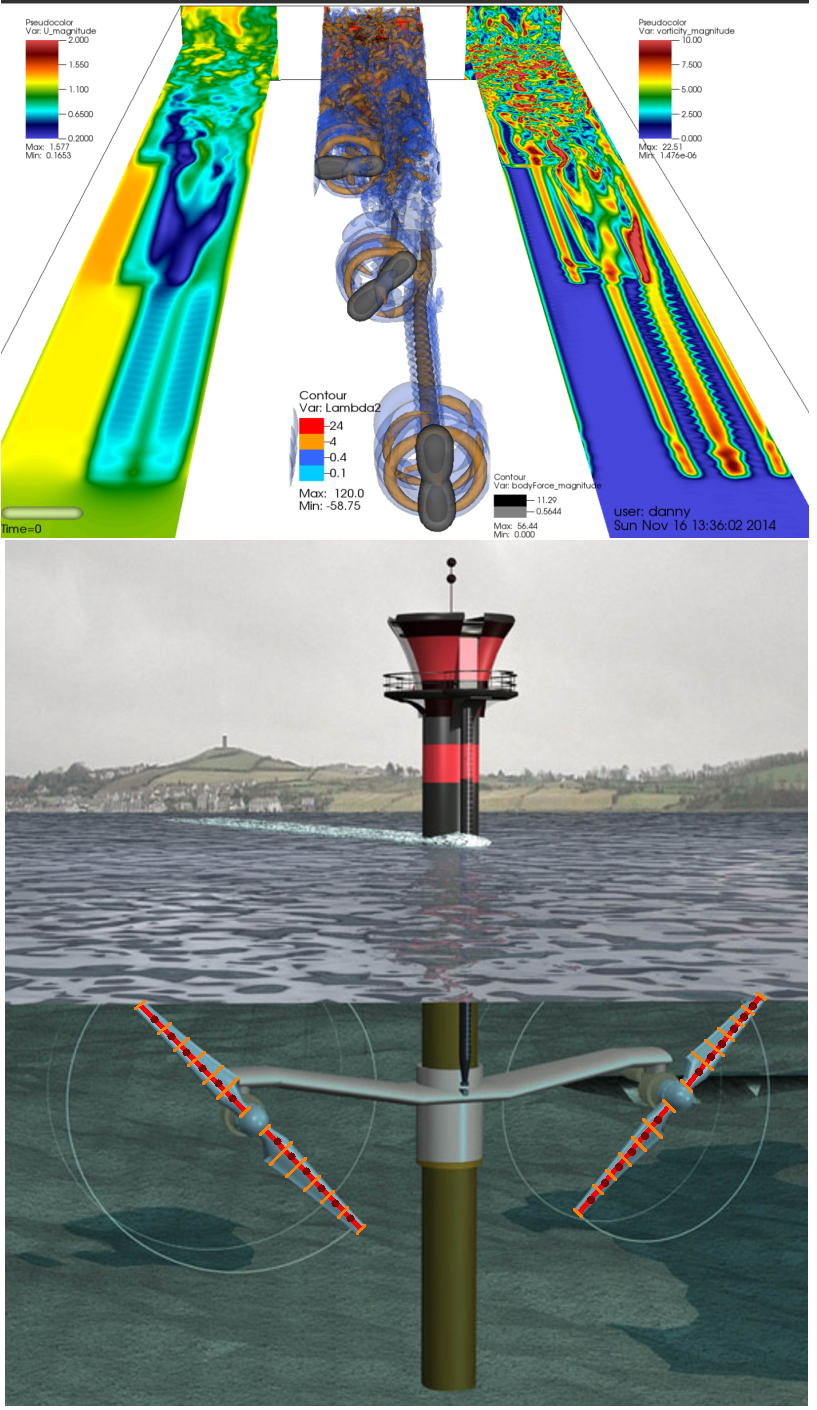 Pseudocolor
Var: U_magnitude
2.000
1.550
1.100
0.6500
0.2000
Max: 1.577
Min: 0.1653
Time=0
Contour
Var: Lambda2
24
4
0.4
0.1
Max: 120.0
Min: -58.75
Contour
Var: bodyForce_magnitude
11.29
0.5644
Max: 56.44
Min: 0.000
Pseudocolor
Var: vorticity_magnitude
10.00
7.500
5.000
2.500
0.000
Max: 22.51
Min: 1.476e-06
user: danny
Sun Nov 16 13:36:02 2014